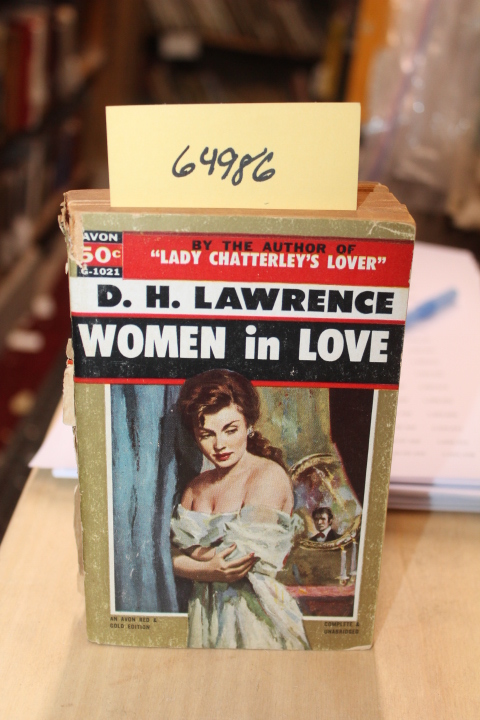 64986
AVON
50c
G-1021
BY THE AUTHOR OF
"LADY CHATTERLEY'S LOVER"
D. H. LAWRENCE
WOMEN in LOVE
AN AVON RED &
GOLD EDITION
COMPLETE &
UNABRIDGED